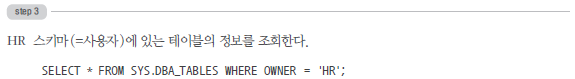 step 3
HR 스키마(=사용자)에 있는 테이블의 정보를 조회한다.
SELECT * FROM SYS.DBA_TABLES WHERE OWNER = 'HR';